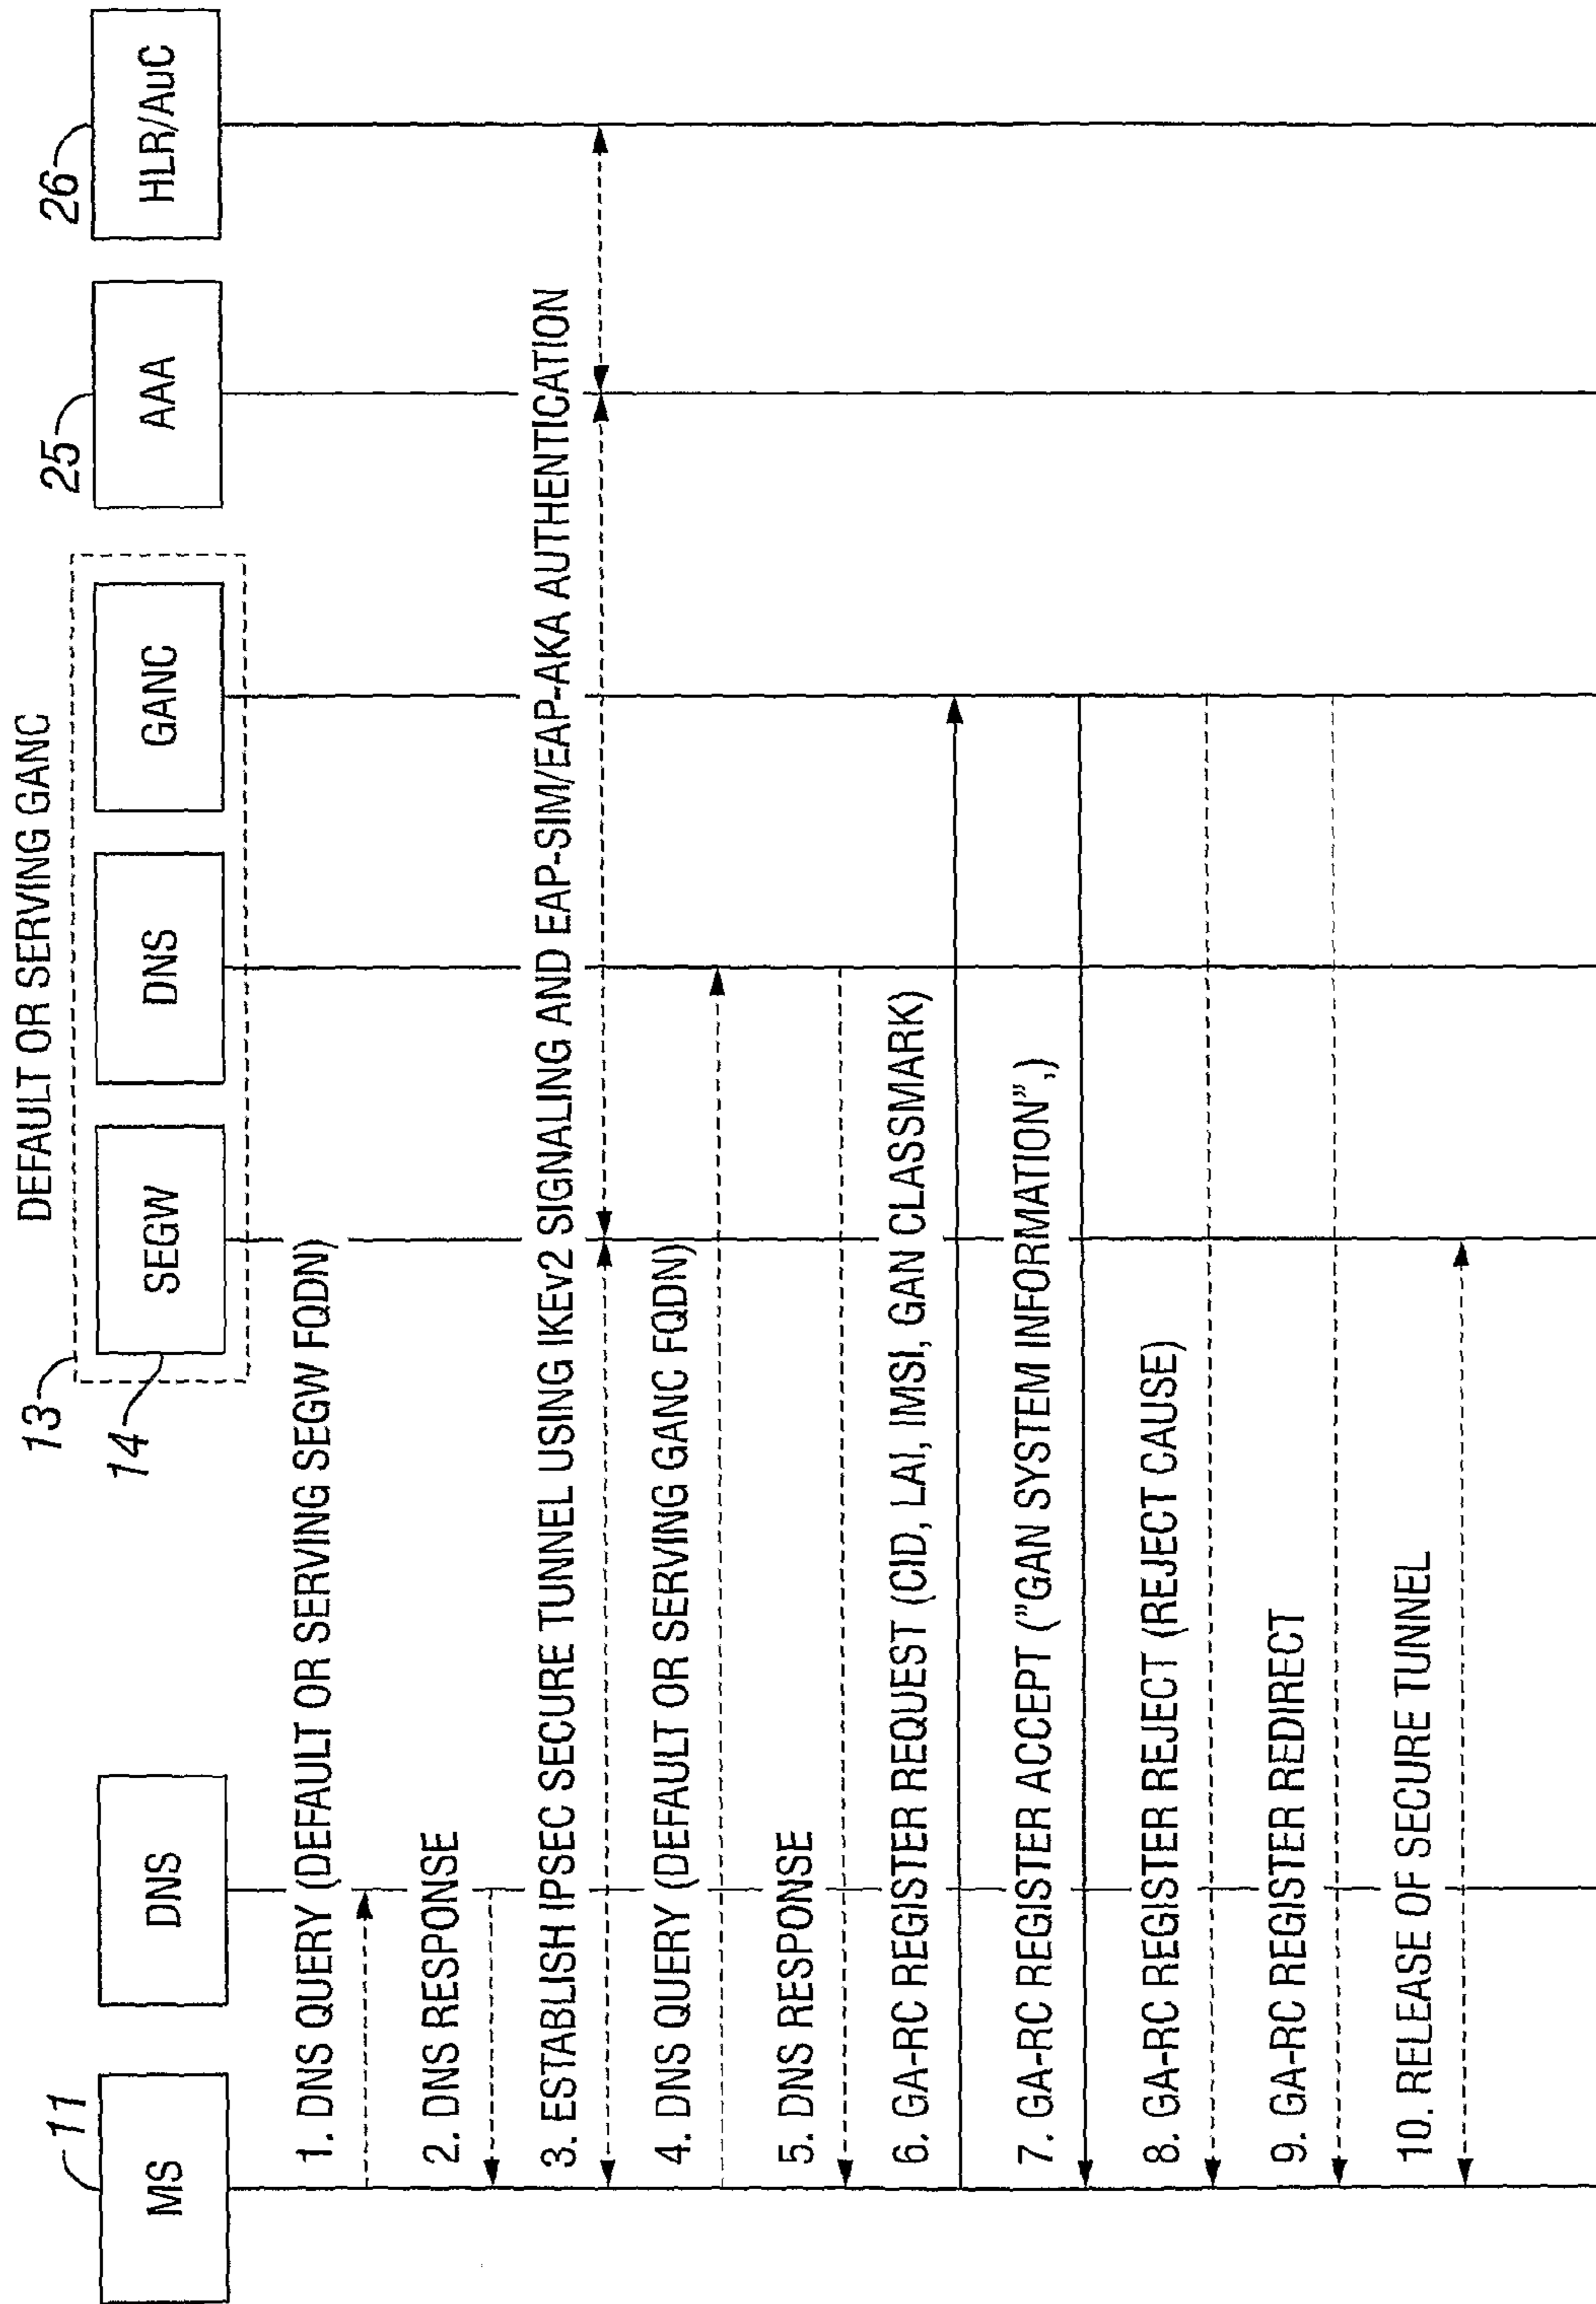 DEFAULT OR SERVING GANC
13
14
11
25
26
MS
DNS
SEGW
DNS
GANC
AAA
HLR/AuC
1. DNS QUERY (DEFAULT OR SERVING SEGW FQDN)
2. DNS RESPONSE
3. ESTABLISH IPSEC SECURE TUNNEL USING IKEv2 SIGNALING AND EAP-SIM/EAP-AKA AUTHENTICATION
4. DNS QUERY (DEFAULT OR SERVING GANC FQDN)
5. DNS RESPONSE
6. GA-RC REGISTER REQUEST (CID, LAI, IMSI, GAN CLASSMARK)
7. GA-RC REGISTER ACCEPT ("GAN SYSTEM INFORMATION",)
8. GA-RC REGISTER REJECT (REJECT CAUSE)
9. GA-RC REGISTER REDIRECT
10. RELEASE OF SECURE TUNNEL